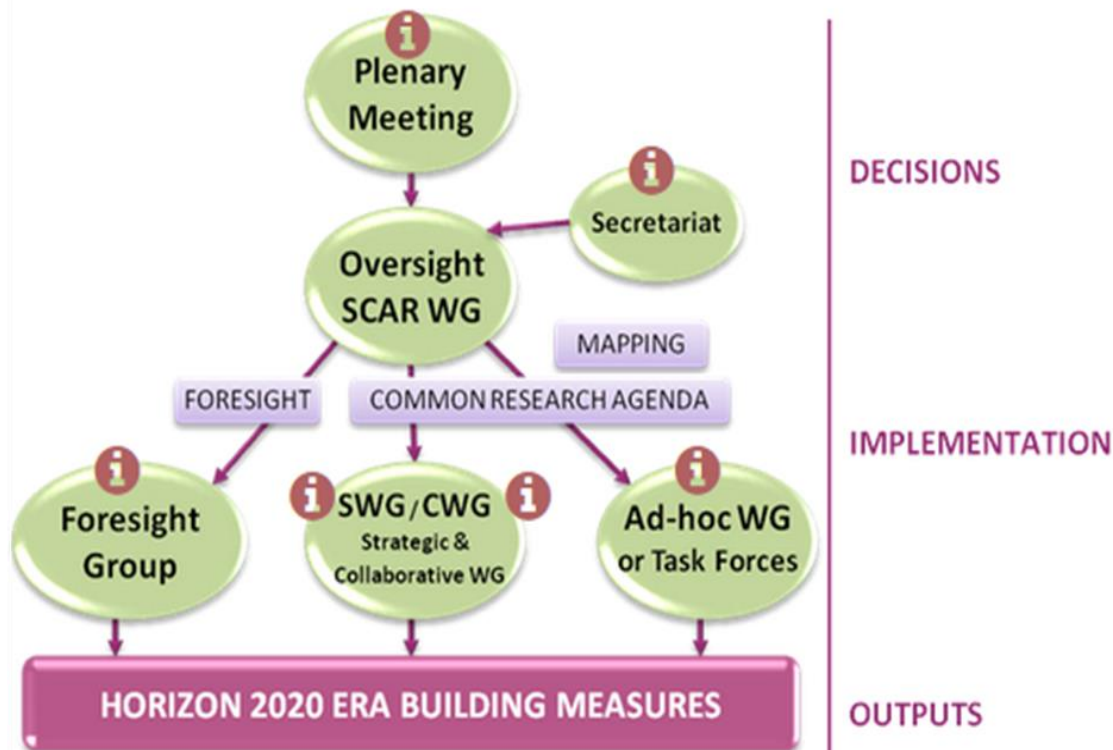 Plenary
Meeting
DECISIONS
Secretariat
Oversight
SCAR WG
MAPPING
FORESIGHT
COMMON RESEARCH AGENDA
IMPLEMENTATION
Foresight
Group
SWG/CWG
Strategic &
Collaborative WG
Ad-hoc WG
or Task Forces
HORIZON 2020 ERA BUILDING MEASURES
OUTPUTS